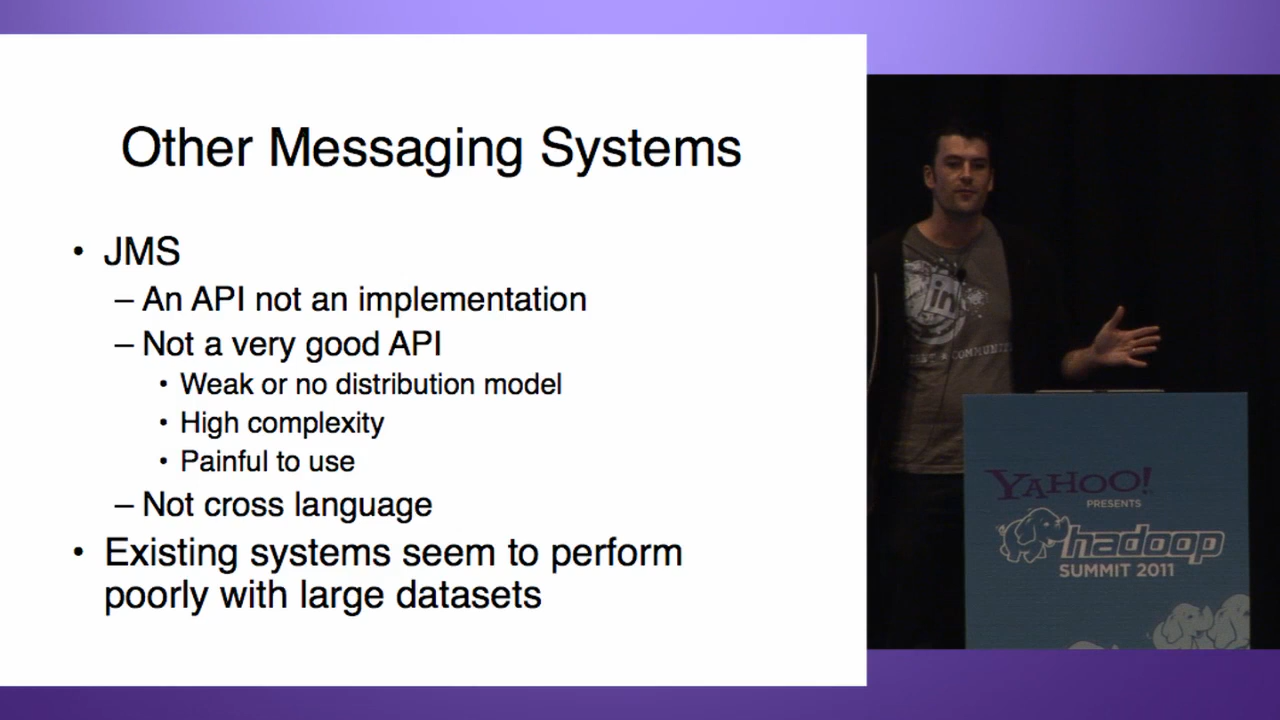 Other Messaging Systems
• JMS
– An API not an implementation
– Not a very good API
• Weak or no distribution model
• High complexity
• Painful to use
– Not cross language
• Existing systems seem to perform
poorly with large datasets
in
& COMMUNI
YAHOO!
PRESENTS
hadoop
SUMMIT 2011